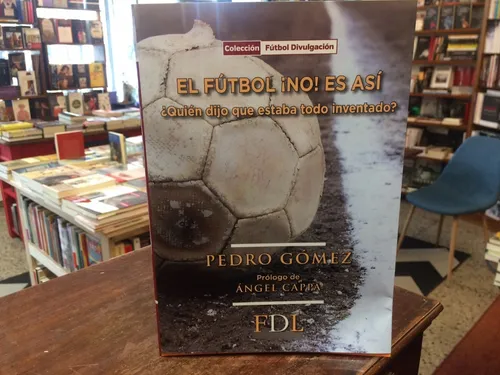 Colección Fútbol Divulgación
EL FÚTBOL ¡NO! ES ASÍ
¿Quién dijo que estaba todo inventado?
PEDRO GÓMEZ
Prólogo de
ÁNGEL CAPPA
FDL